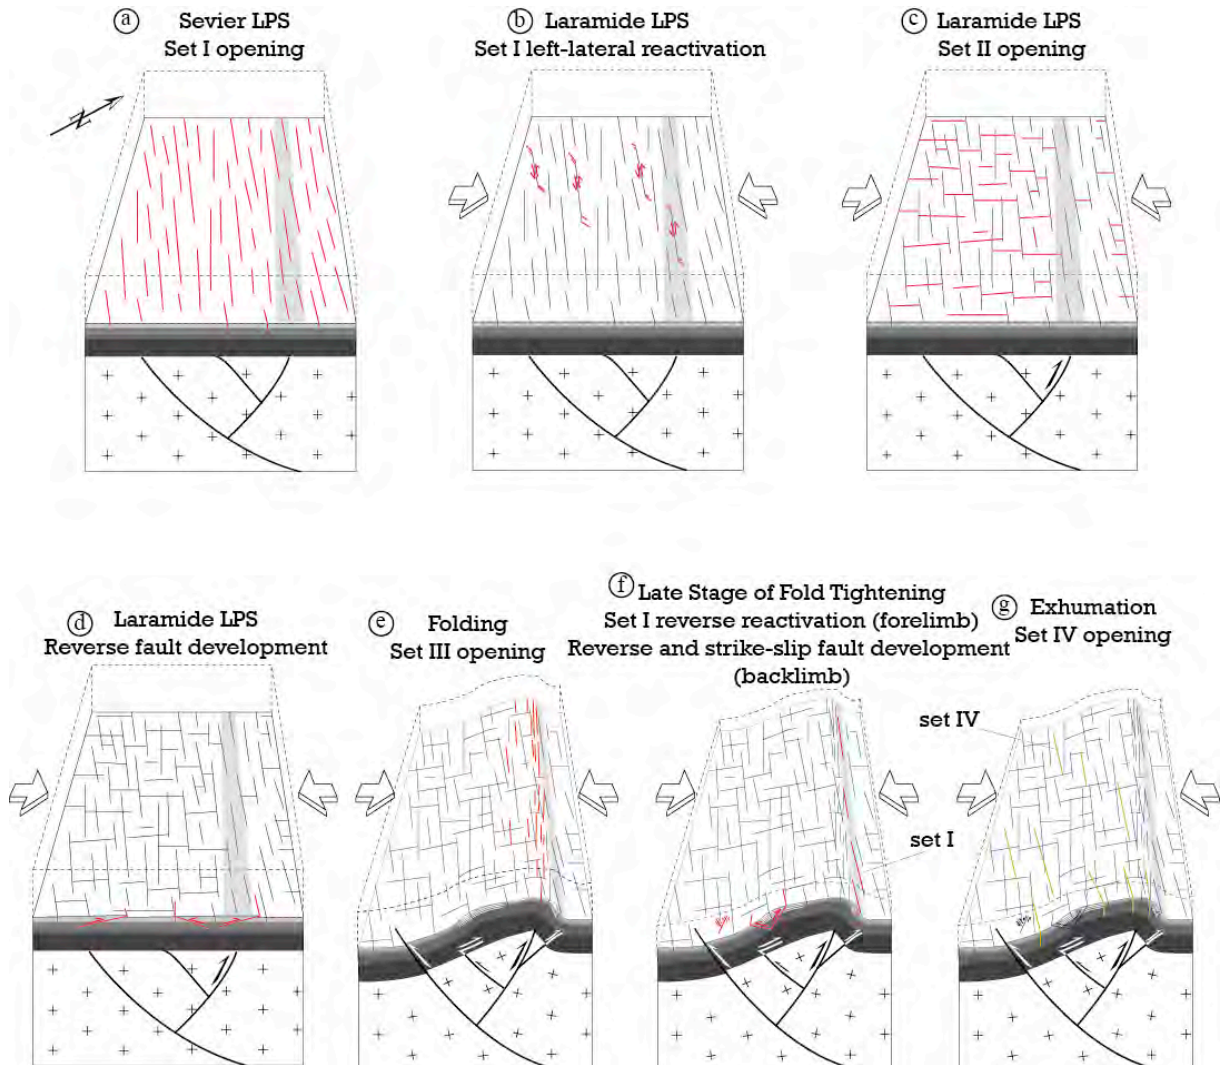 a Sevier LPS
Set I opening
b Laramide LPS
Set I left-lateral reactivation
c Laramide LPS
Set II opening
N
d Laramide LPS
Reverse fault development
e Folding
Set III opening
f Late Stage of Fold Tightening
Set I reverse reactivation (forelimb)
Reverse and strike-slip fault development
(backlimb)
g Exhumation
Set IV opening
set IV
set I